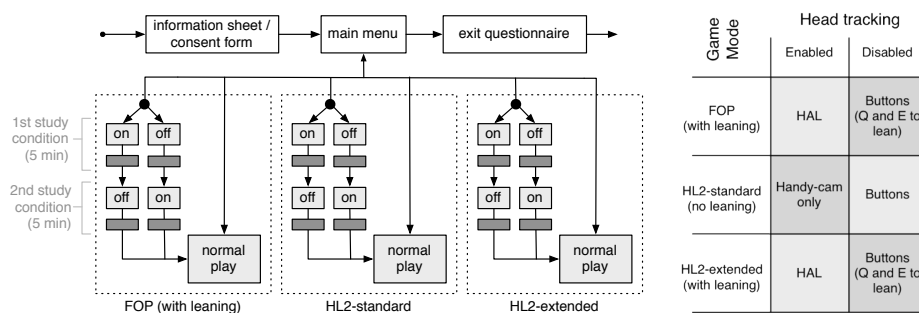 information sheet /
consent form
main menu
exit questionnaire
1st study
condition
(5 min)
2nd study
condition
(5 min)
on
off
off
on
normal
play
FOP (with leaning)
on
off
off
on
normal
play
HL2-standard
on
off
off
on
normal
play
HL2-extended
Game
Mode
Head tracking
Enabled
Disabled
FOP
(with leaning)
HAL
Buttons
(Q and E to
lean)
HL2-standard
(no leaning)
Handy-cam
only
Buttons
HL2-extended
(with leaning)
HAL
Buttons
(Q and E to
lean)